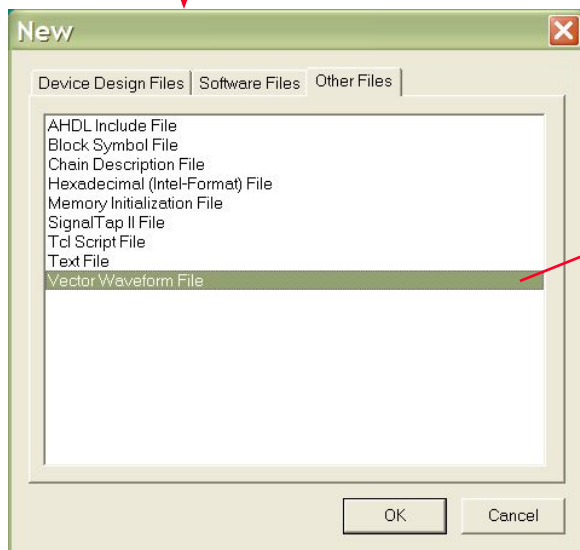 New
Device Design Files Software Files Other Files
AHDL Include File
Block Symbol File
Chain Description File
Hexadecimal (Intel-Format) File
Memory Initialization File
SignalTap II File
Tcl Script File
Text File
Vector Waveform File
OK Cancel